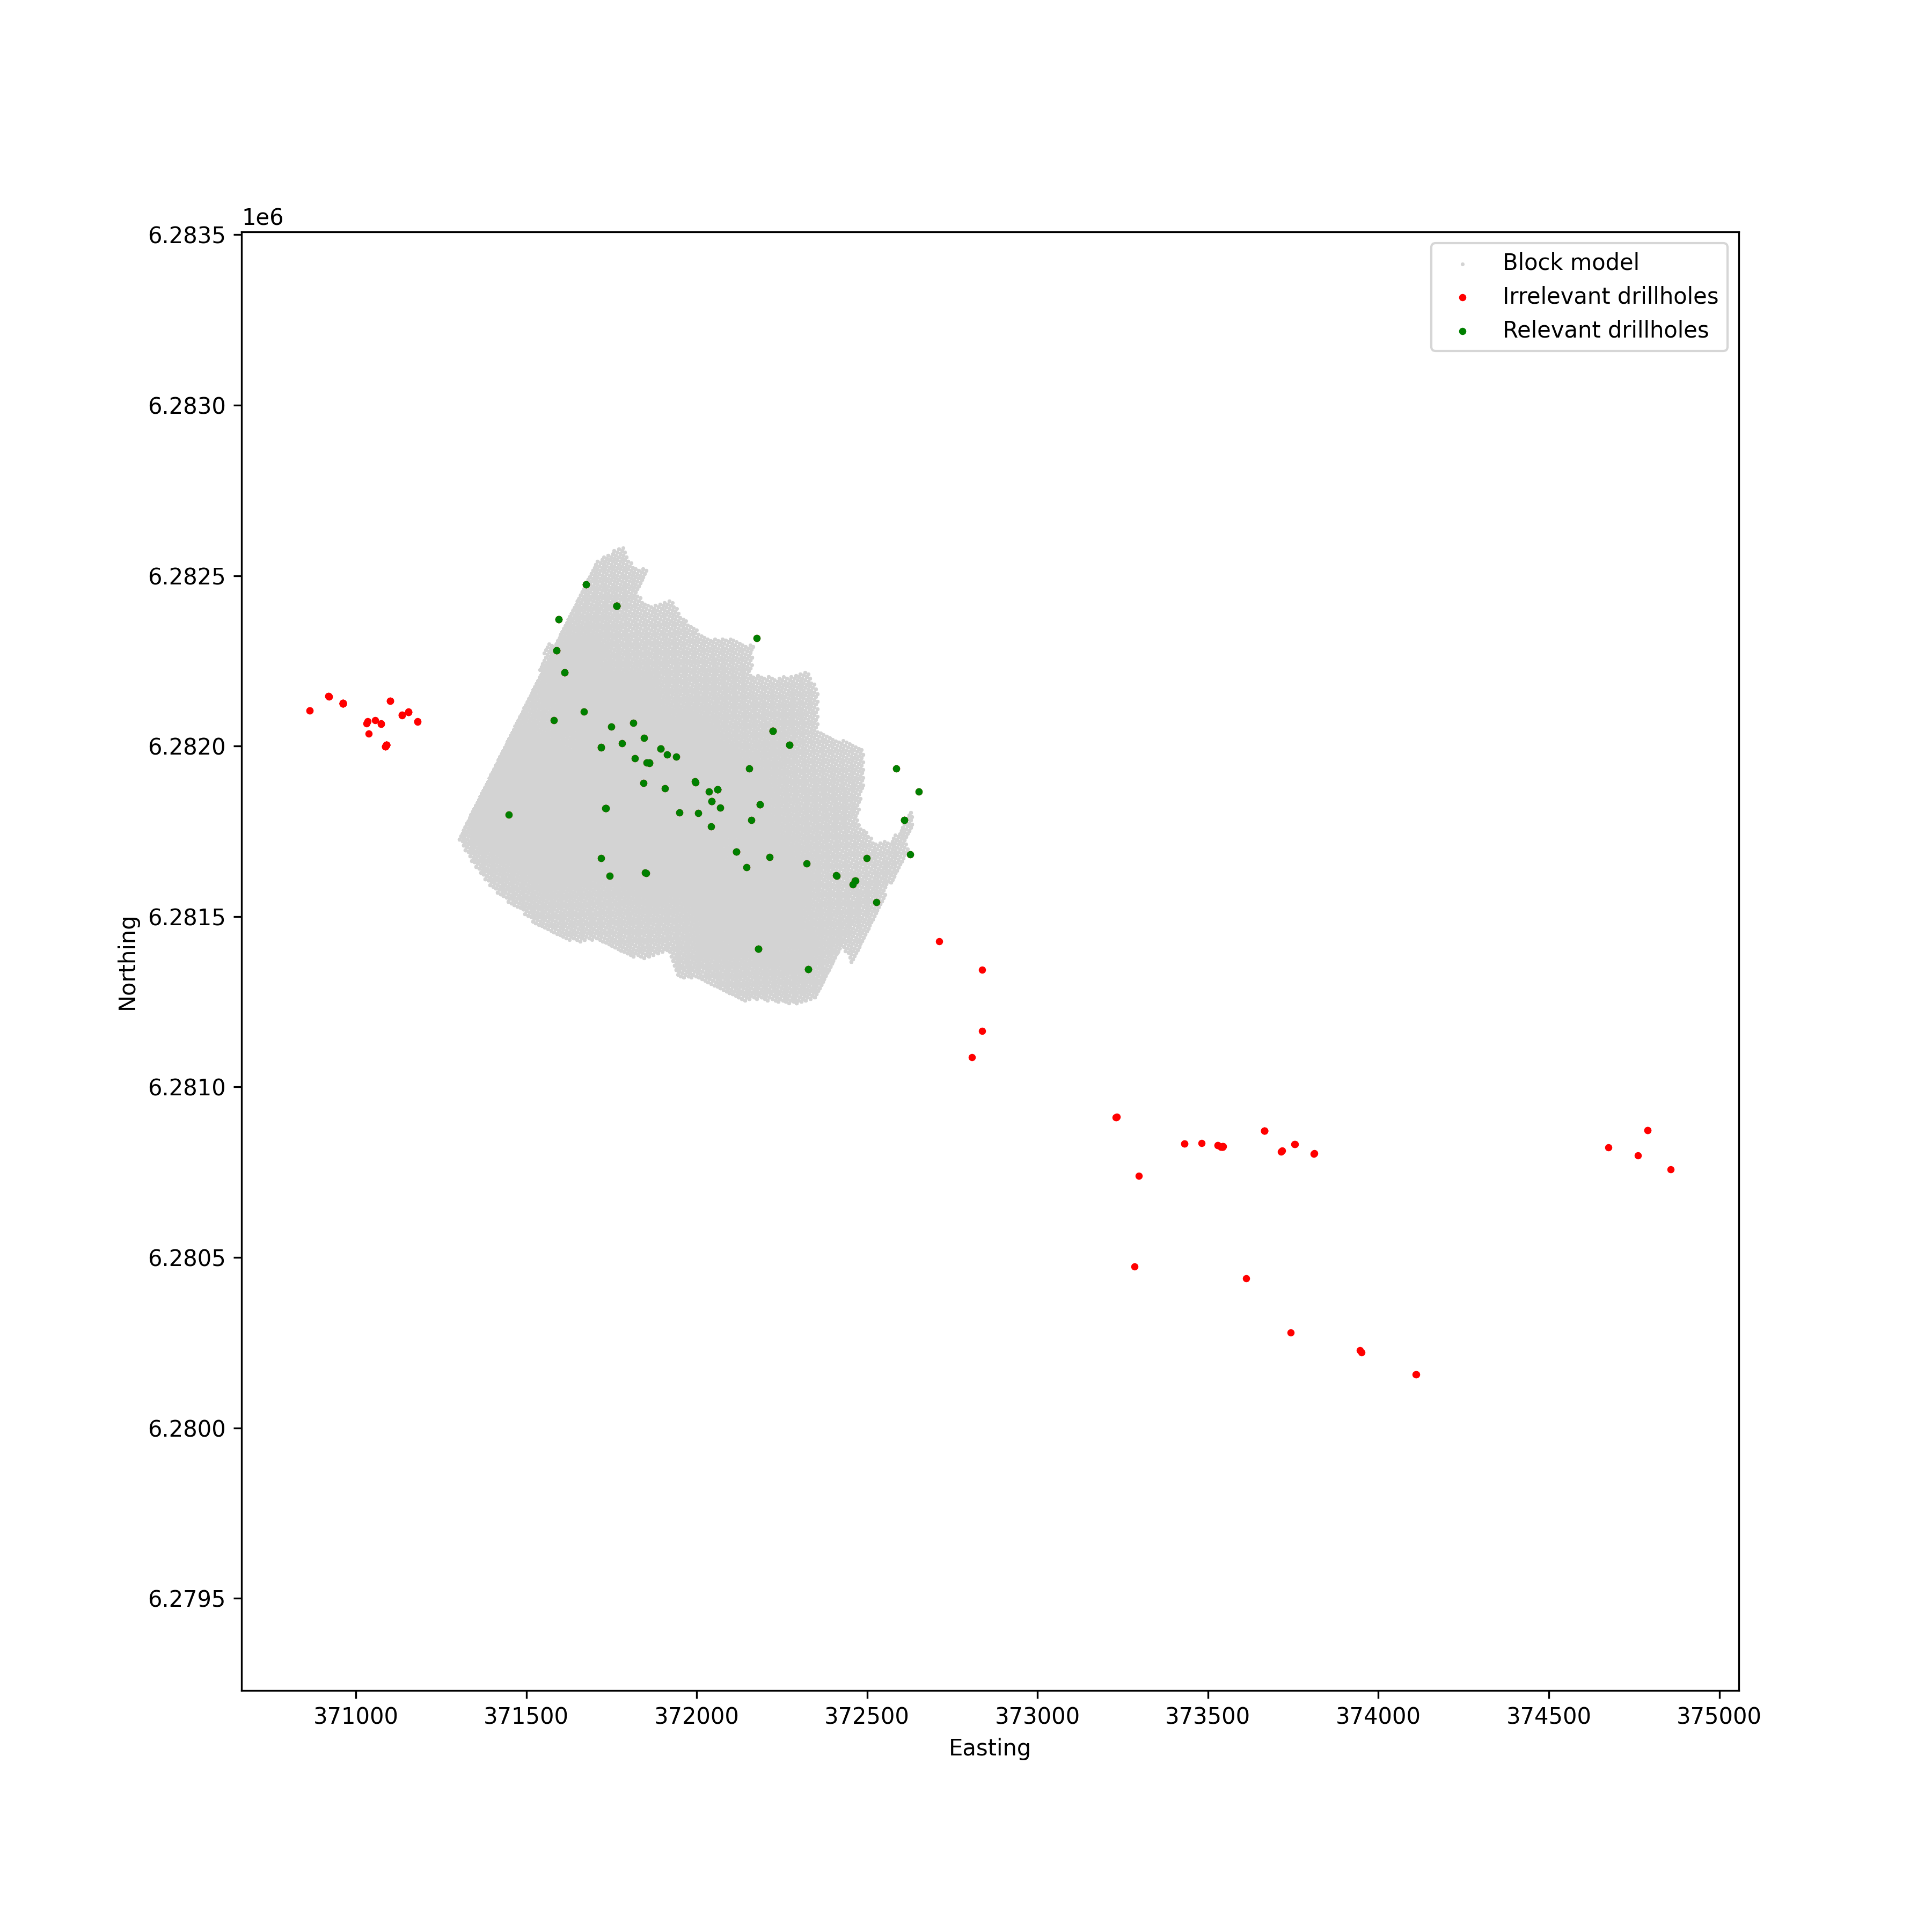 1e6
6.2835
6.2830
6.2825
6.2820
6.2815
6.2810
6.2805
6.2800
6.2795
Northing
Block model
Irrelevant drillholes
Relevant drillholes
371000 371500 372000 372500 373000 373500 374000 374500 375000
Easting